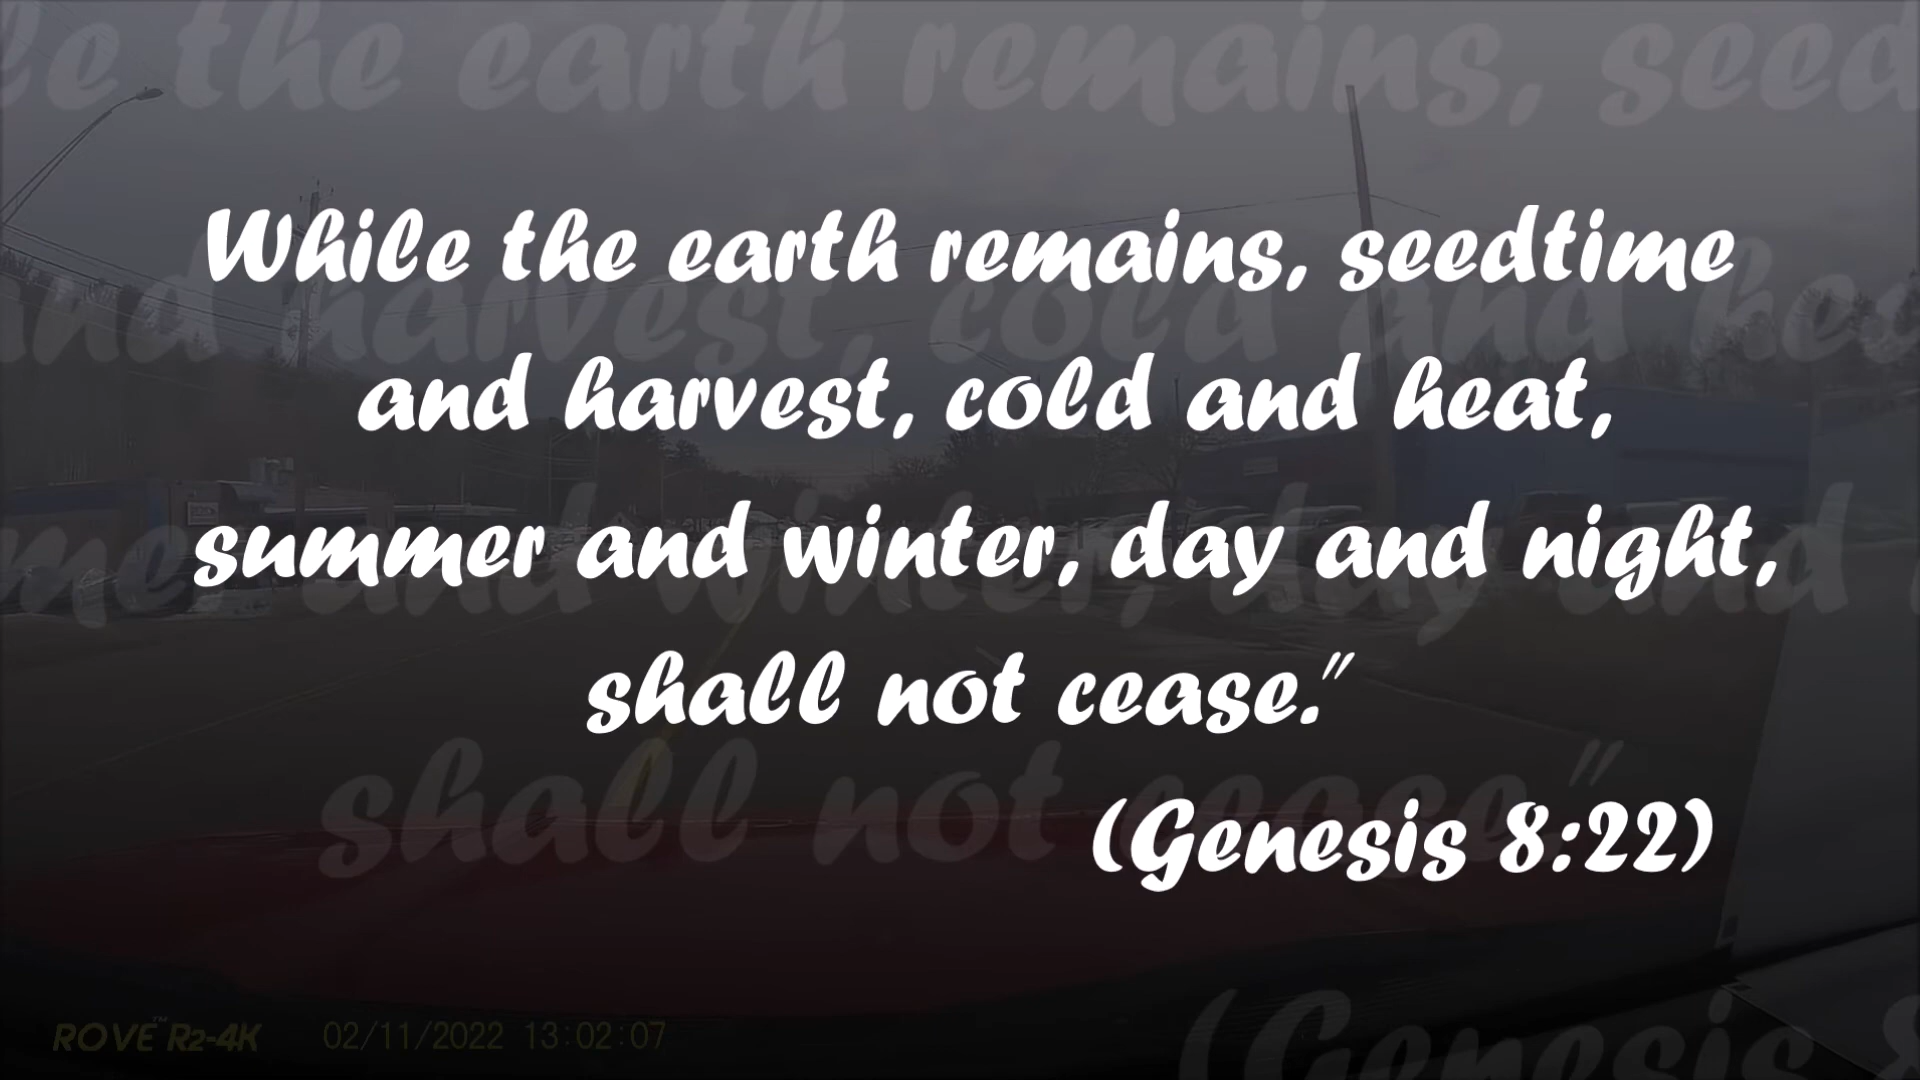 While the earth remains, seedtime
and harvest, cold and heat,
summer and winter, day and night,
shall not cease.”
(Genesis 8:22)
ROVE™ R2-4K 02/11/2022 13:02:07